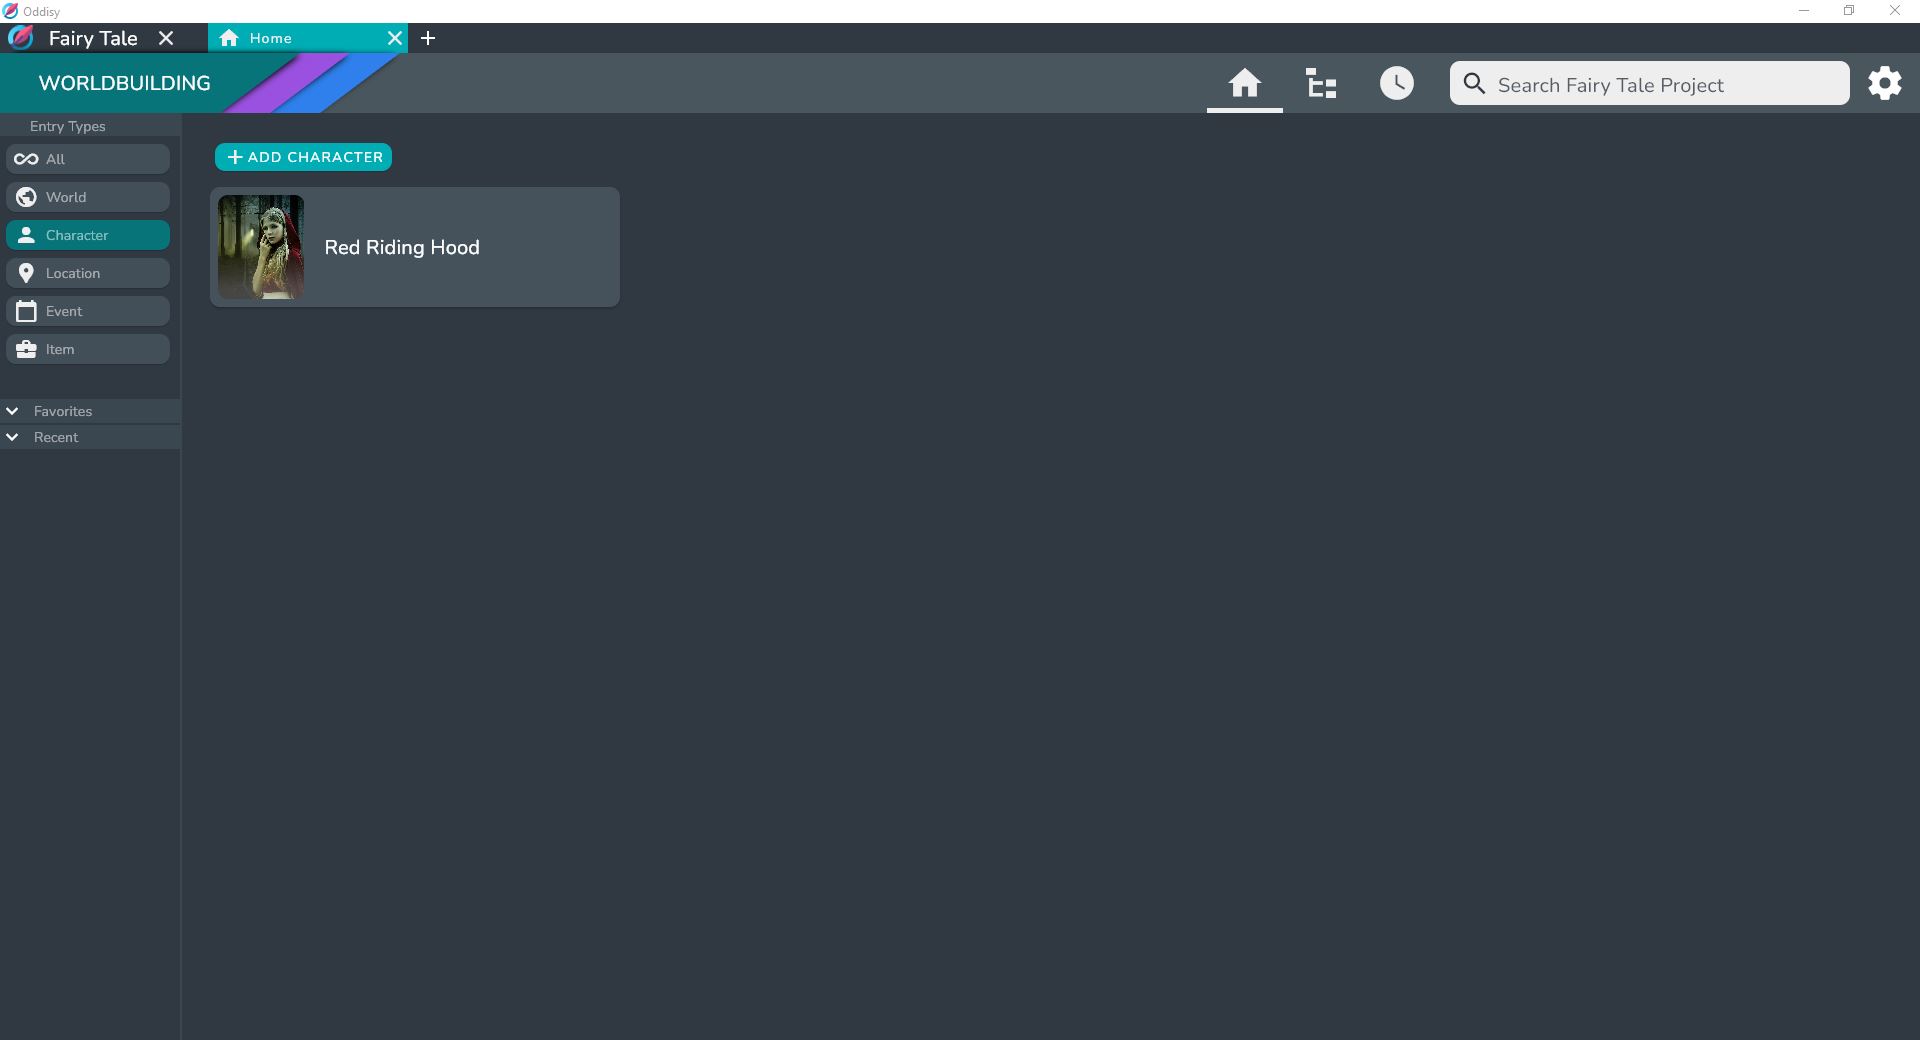 Oddisy
Fairy Tale
Home
WORLDBUILDING
Search Fairy Tale Project
Entry Types
All
World
Character
Location
Event
Item
Favorites
Recent
ADD CHARACTER
Red Riding Hood